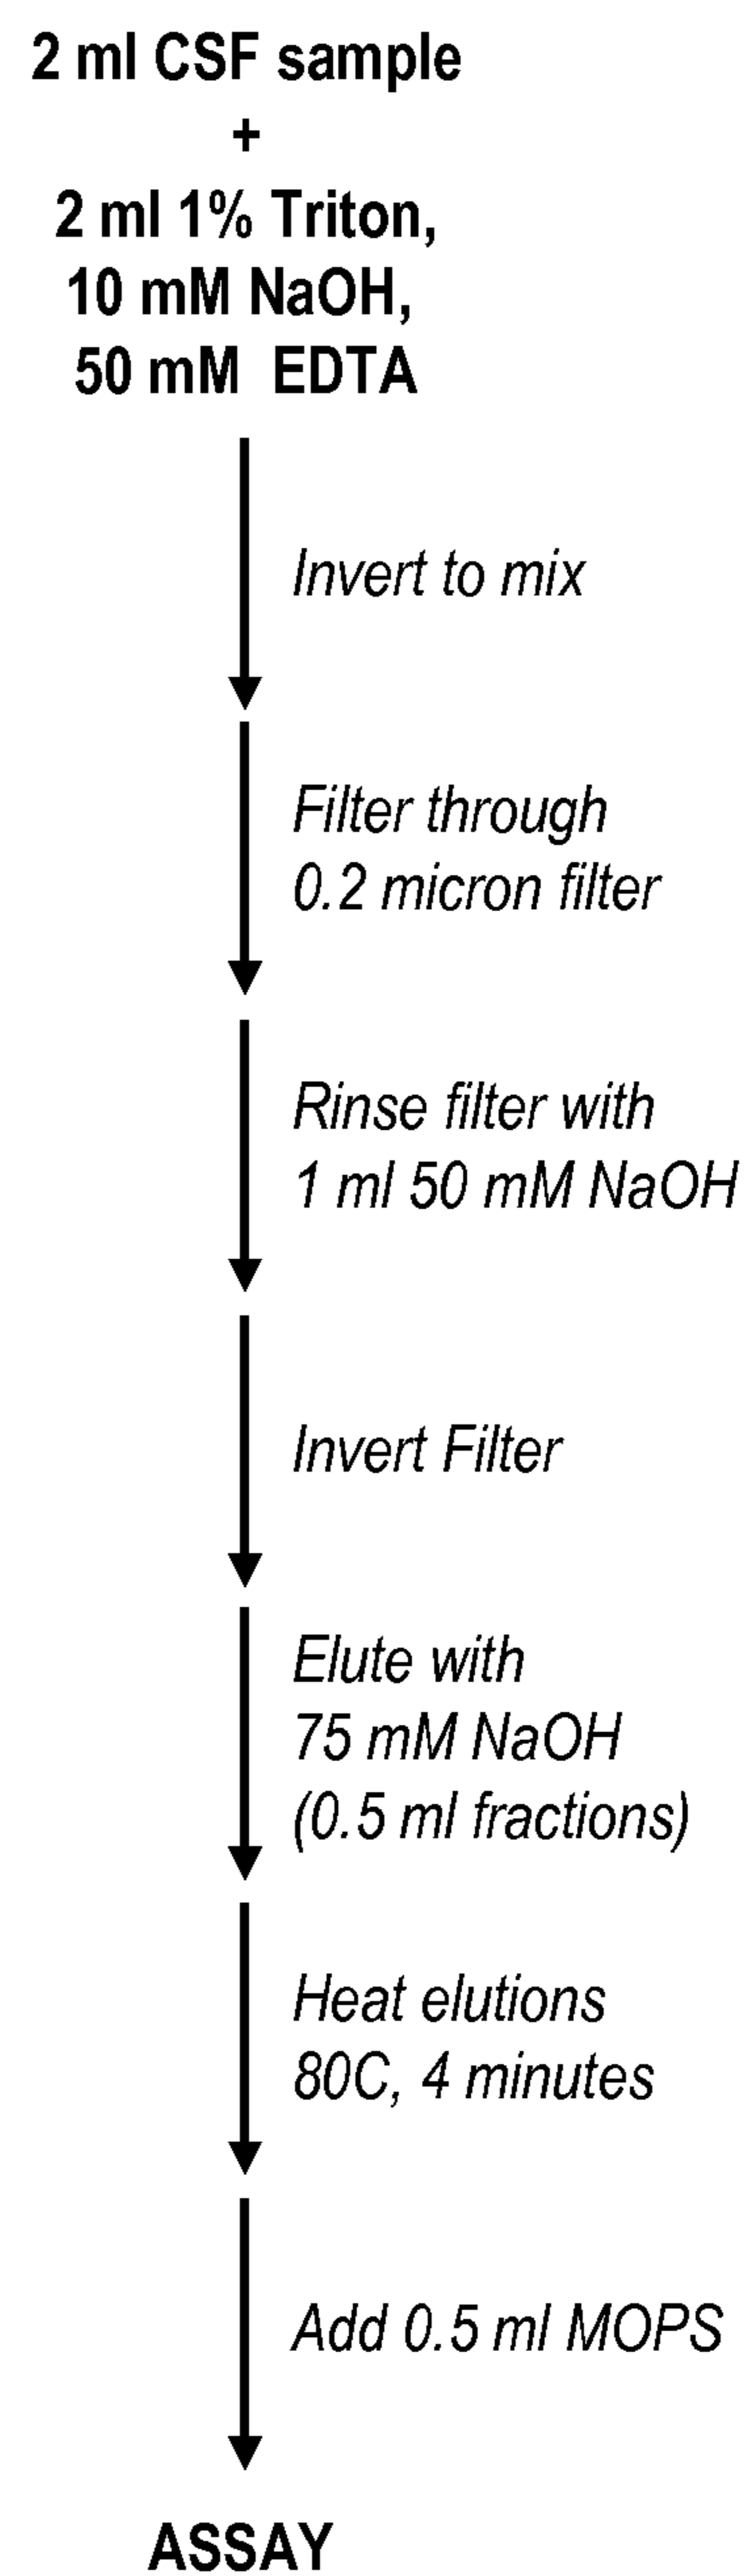 2 ml CSF sample
+
2 ml 1% Triton,
10 mM NaOH,
50 mM EDTA
Invert to mix
Filter through
0.2 micron filter
Rinse filter with
1 ml 50 mM NaOH
Invert Filter
Elute with
75 mM NaOH
(0.5 ml fractions)
Heat elutions
80C, 4 minutes
Add 0.5 ml MOPS
ASSAY